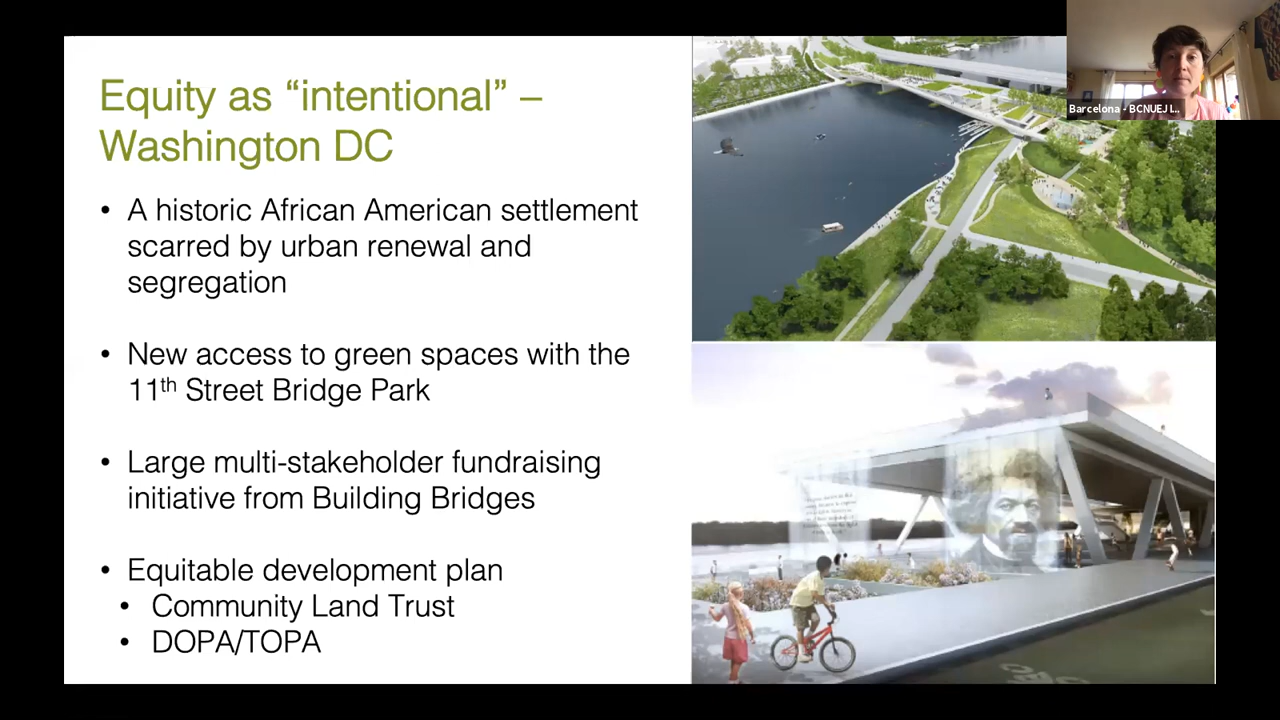 Equity as “intentional” –
Washington DC
• A historic African American settlement
scarred by urban renewal and
segregation
• New access to green spaces with the
11th Street Bridge Park
• Large multi-stakeholder fundraising
initiative from Building Bridges
• Equitable development plan
• Community Land Trust
• DOPA/TOPA
Barcelona - BCNUEJ I...